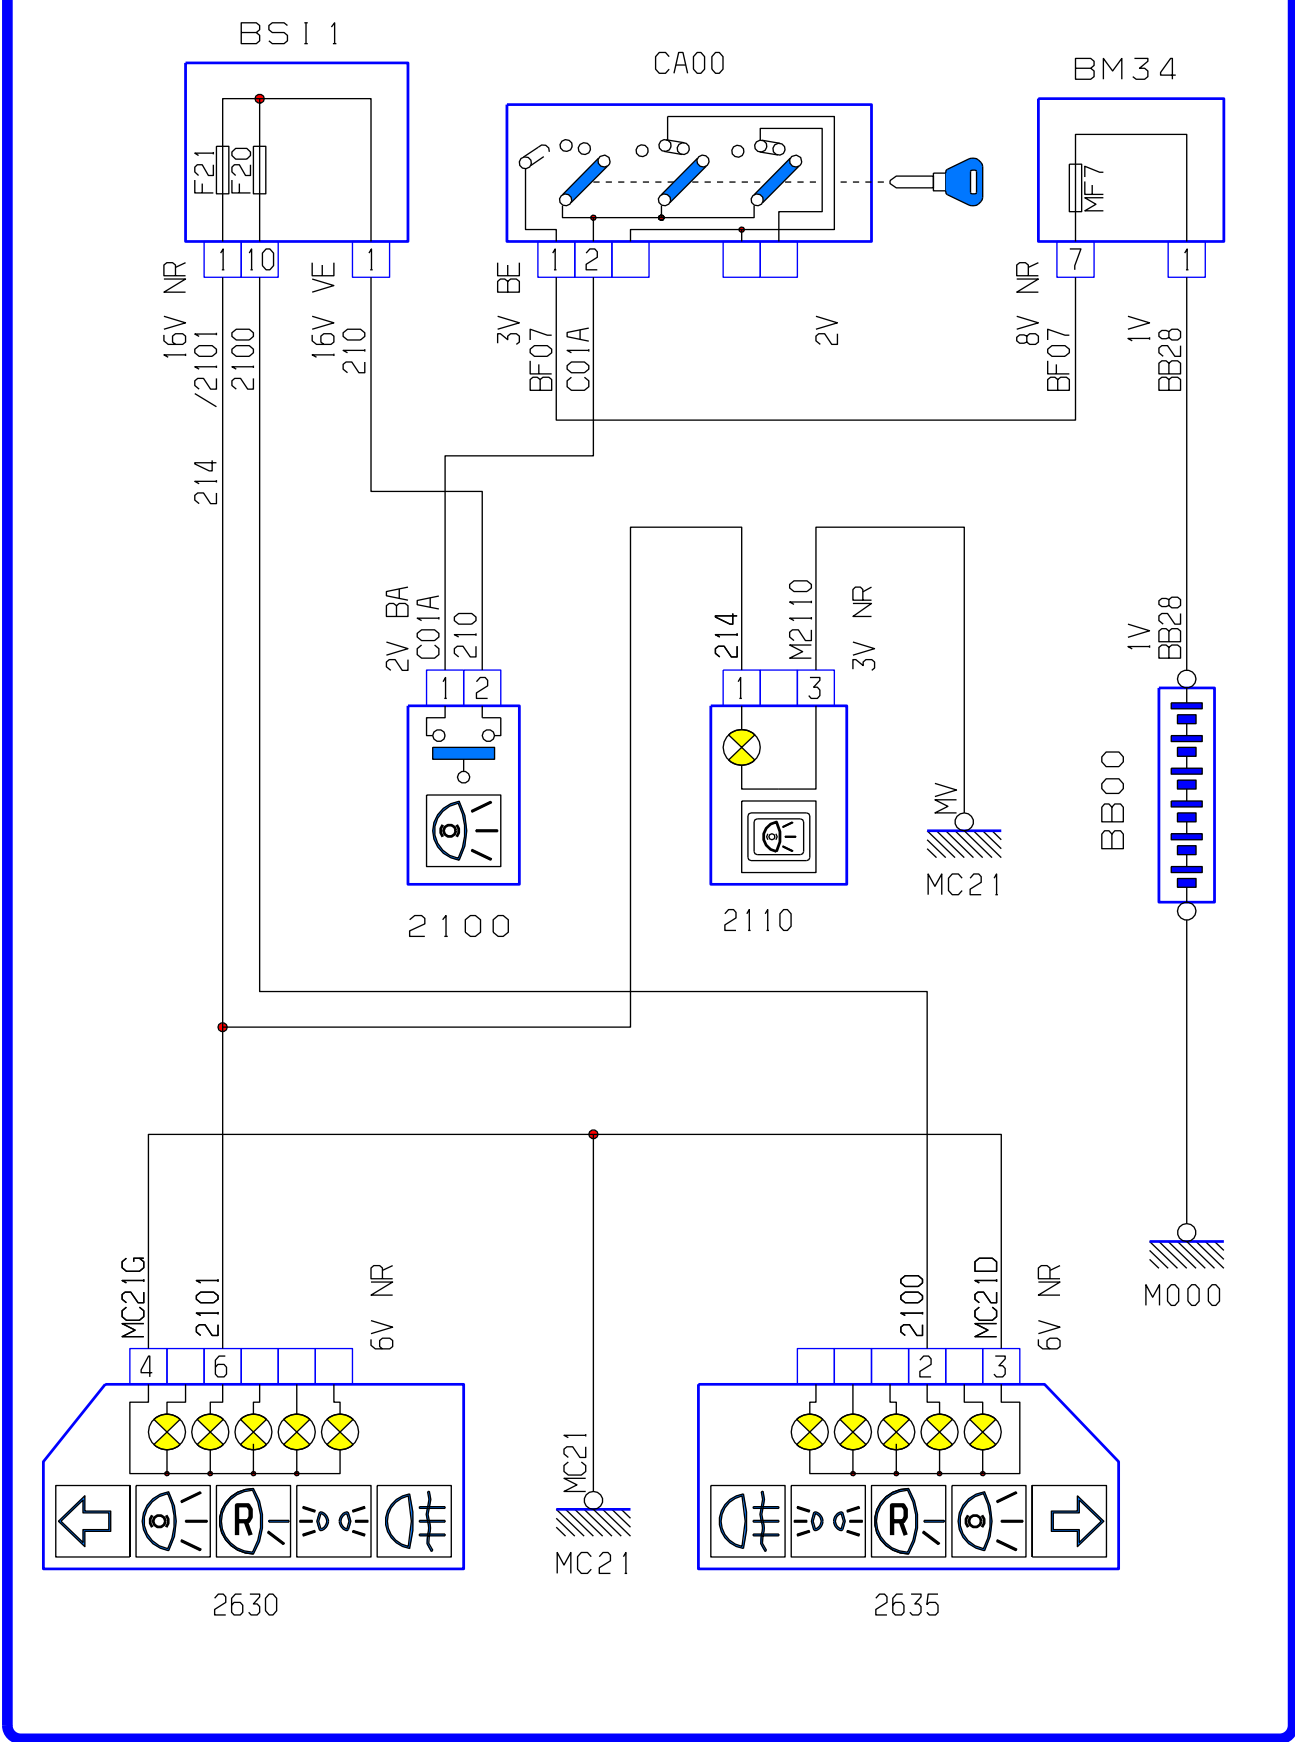 BSI1
CA00
BM34
F21
F20
MF7
1
10
1
1
2
7
1
16V NR
/2101
2100
16V VE
210
3V BE
BF07
C01A
2V
8V NR
BF07
1V
BB28
214
2V BA
C01A
210
214
M2110
3V NR
1V
BB28
1
2
1
3
BB00
MV
MC21
2100
2110
MC21G
2101
6V NR
2100
MC21D
6V NR
M000
4
6
2
3
MC21
R
R
MC21
2630
2635